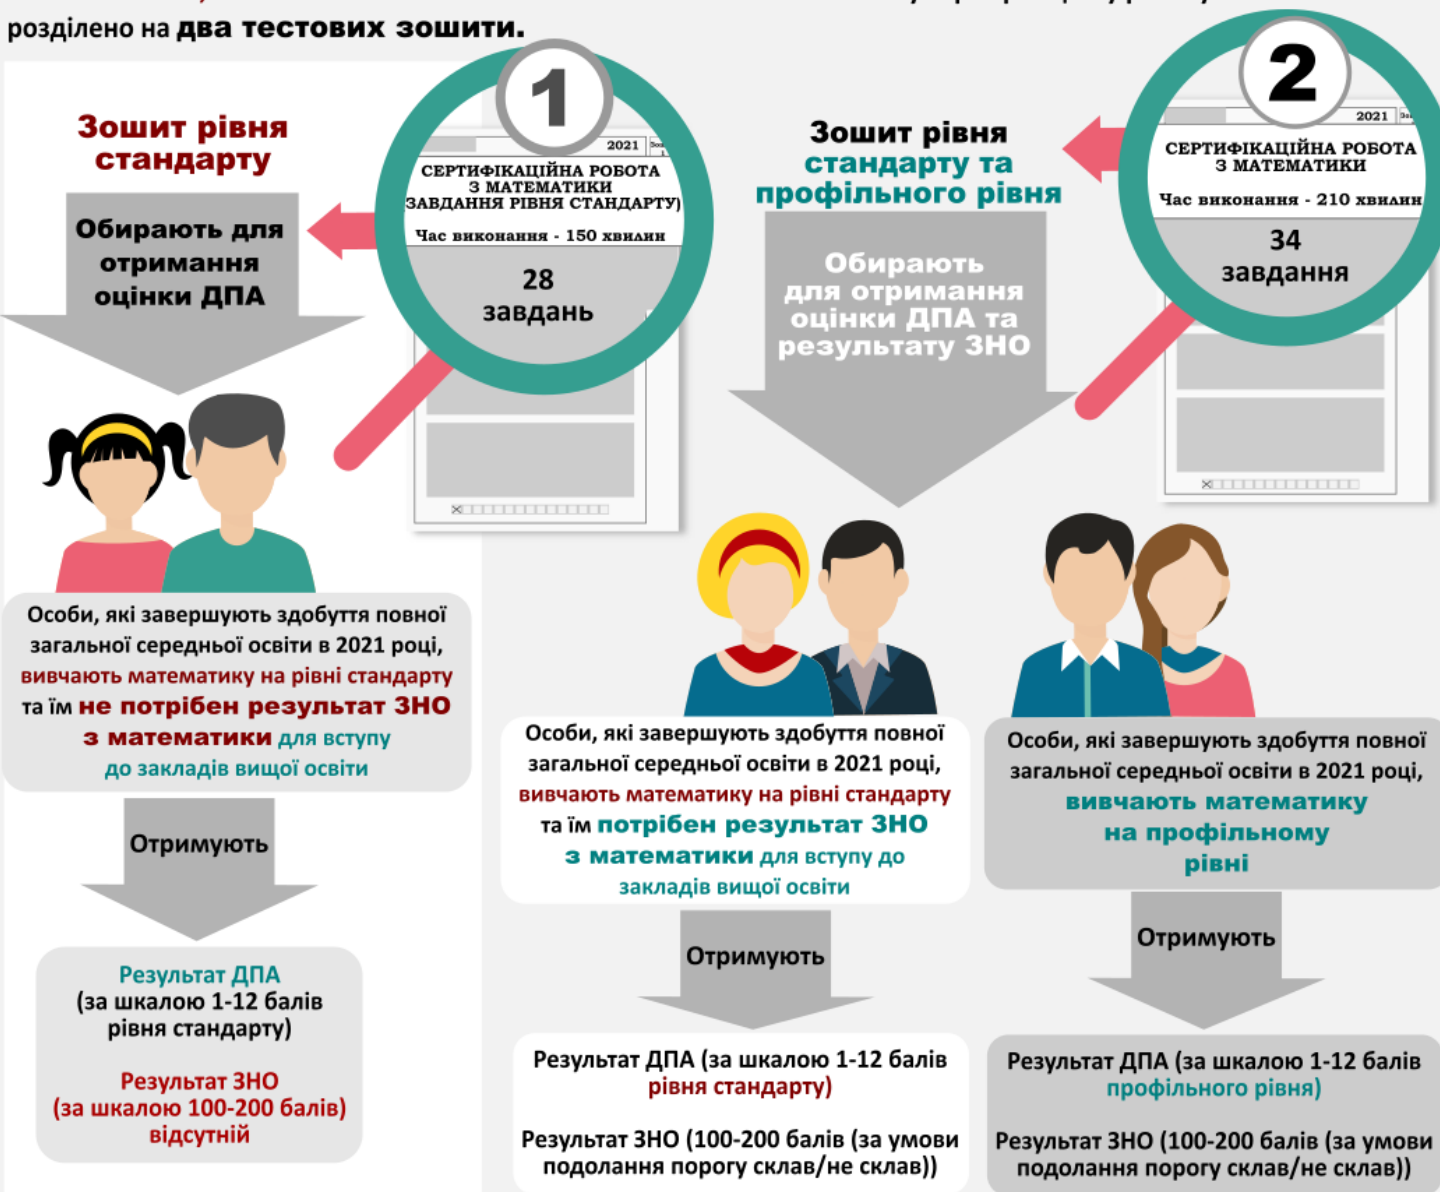 розділено на два тестових зошити.
Зошит рівня
стандарту
Обирають для
отримання
оцінки ДПА
1
2021
СЕРТИФІКАЦІЙНА РОБОТА
З МАТЕМАТИКИ
ЗАВДАННЯ РІВНЯ СТАНДАРТУ)
Час виконання - 150 хвилин
28
завдань
Особи, які завершують здобуття повної
загальної середньої освіти в 2021 році,
вивчають математику на рівні стандарту
та їм не потрібен результат ЗНО
з математики для вступу
до закладів вищої освіти
Отримують
Результат ДПА
(за шкалою 1-12 балів
рівня стандарту)
Результат ЗНО
(за шкалою 100-200 балів)
відсутній
Зошит рівня
стандарту та
профільного рівня
Обирають
для отримання
оцінки ДПА та
результату ЗНО
2
2021
СЕРТИФІКАЦІЙНА РОБОТА
З МАТЕМАТИКИ
Час виконання - 210 хвилин
34
завдання
Особи, які завершують здобуття повної
загальної середньої освіти в 2021 році,
вивчають математику на рівні стандарту
та їм потрібен результат ЗНО
з математики для вступу до
закладів вищої освіти
Отримують
Результат ДПА (за шкалою 1-12 балів
рівня стандарту)
Результат ЗНО (100-200 балів (за умови
подолання порогу склав/не склав))
Особи, які завершують здобуття повної
загальної середньої освіти в 2021 році,
вивчають математику
на профільному
рівні
Отримують
Результат ДПА (за шкалою 1-12 балів
профільного рівня)
Результат ЗНО (100-200 балів (за умови
подолання порогу склав/не склав))